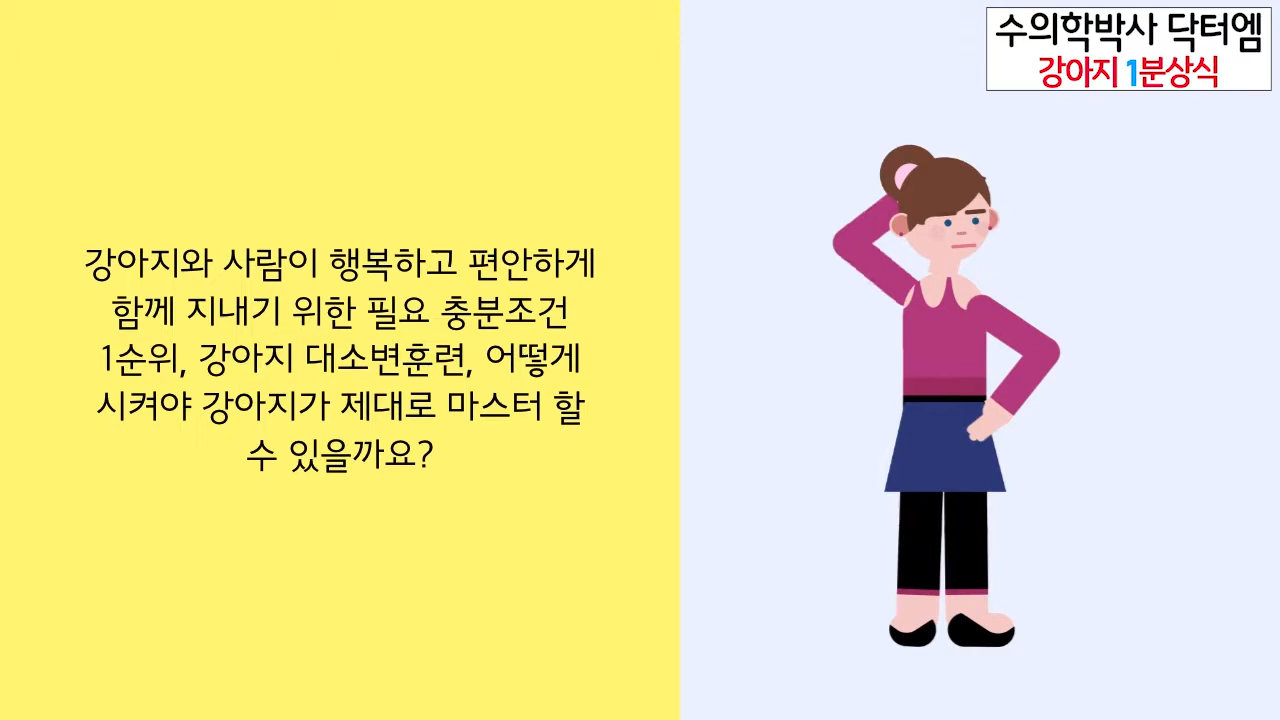 수의학박사 닥터엠
강아지 1분상식
강아지와 사람이 행복하고 편안하게
함께 지내기 위한 필요 충분조건
1순위, 강아지 대소변훈련, 어떻게
시켜야 강아지가 제대로 마스터 할
수 있을까요?